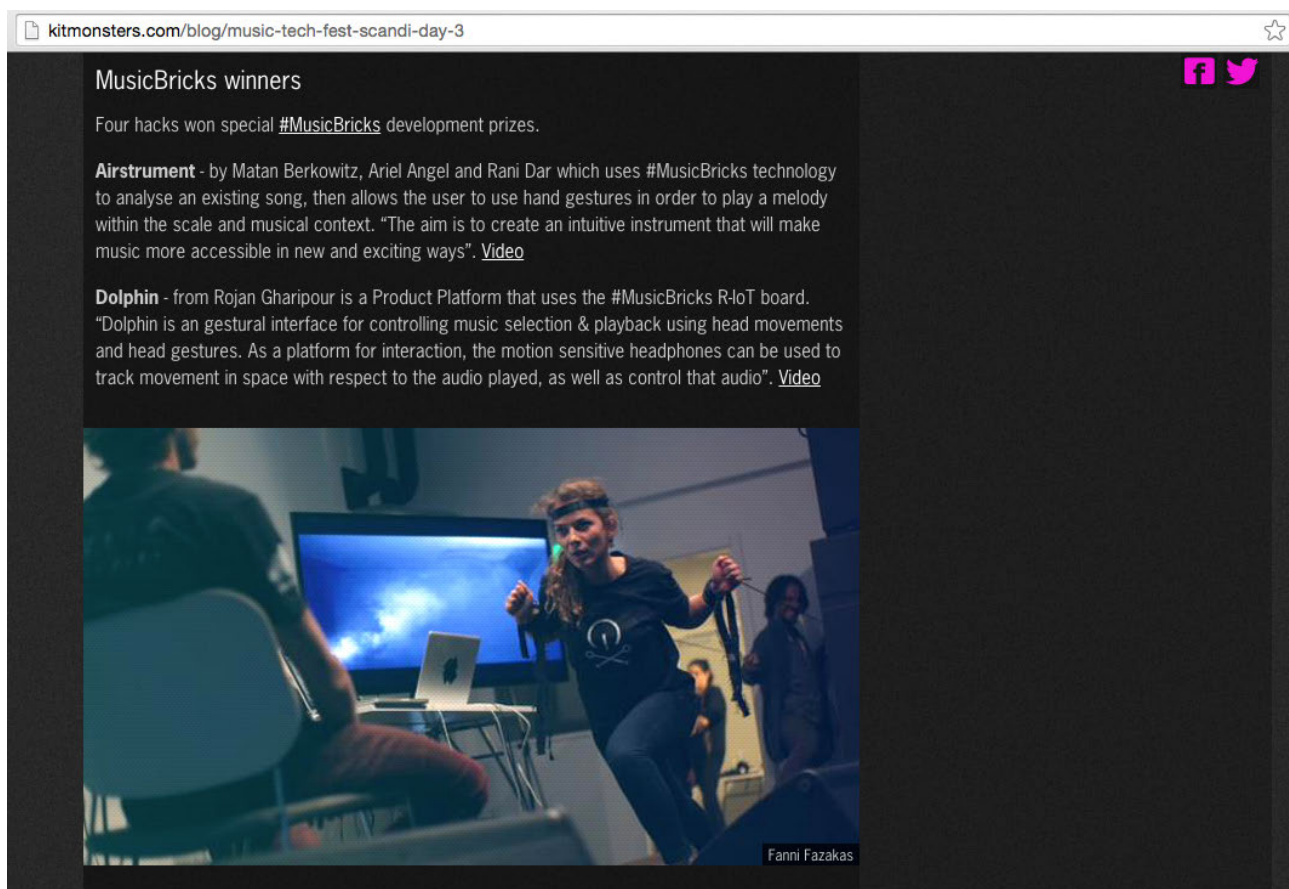 kitmonsters.com/blog/music-tech-fest-scandi-day-3
MusicBricks winners
Four hacks won special #MusicBricks development prizes.
Airstrument - by Matan Berkowitz, Ariel Angel and Rani Dar which uses #MusicBricks technology
to analyse an existing song, then allows the user to use hand gestures in order to play a melody
within the scale and musical context. “The aim is to create an intuitive instrument that will make
music more accessible in new and exciting ways”. Video
Dolphin - from Rojan Gharipour is a Product Platform that uses the #MusicBricks R-IoT board.
“Dolphin is an gestural interface for controlling music selection & playback using head movements
and head gestures. As a platform for interaction, the motion sensitive headphones can be used to
track movement in space with respect to the audio played, as well as control that audio”. Video
Fanni Fazakas